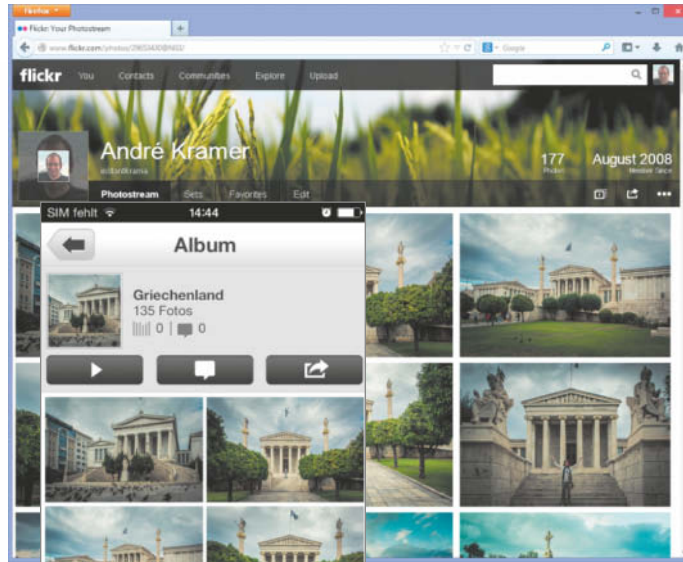 Firefox
Flickr: Your Photostream
www.flickr.com/photos/
Google
flickr You Contacts Communities Explore Upload
André Kramer
177 August 2008
Photos Member Since
Photostream Sets Favorites Edit
SIM fehlt 14:44
Album
Griechenland
135 Fotos
0 | 0